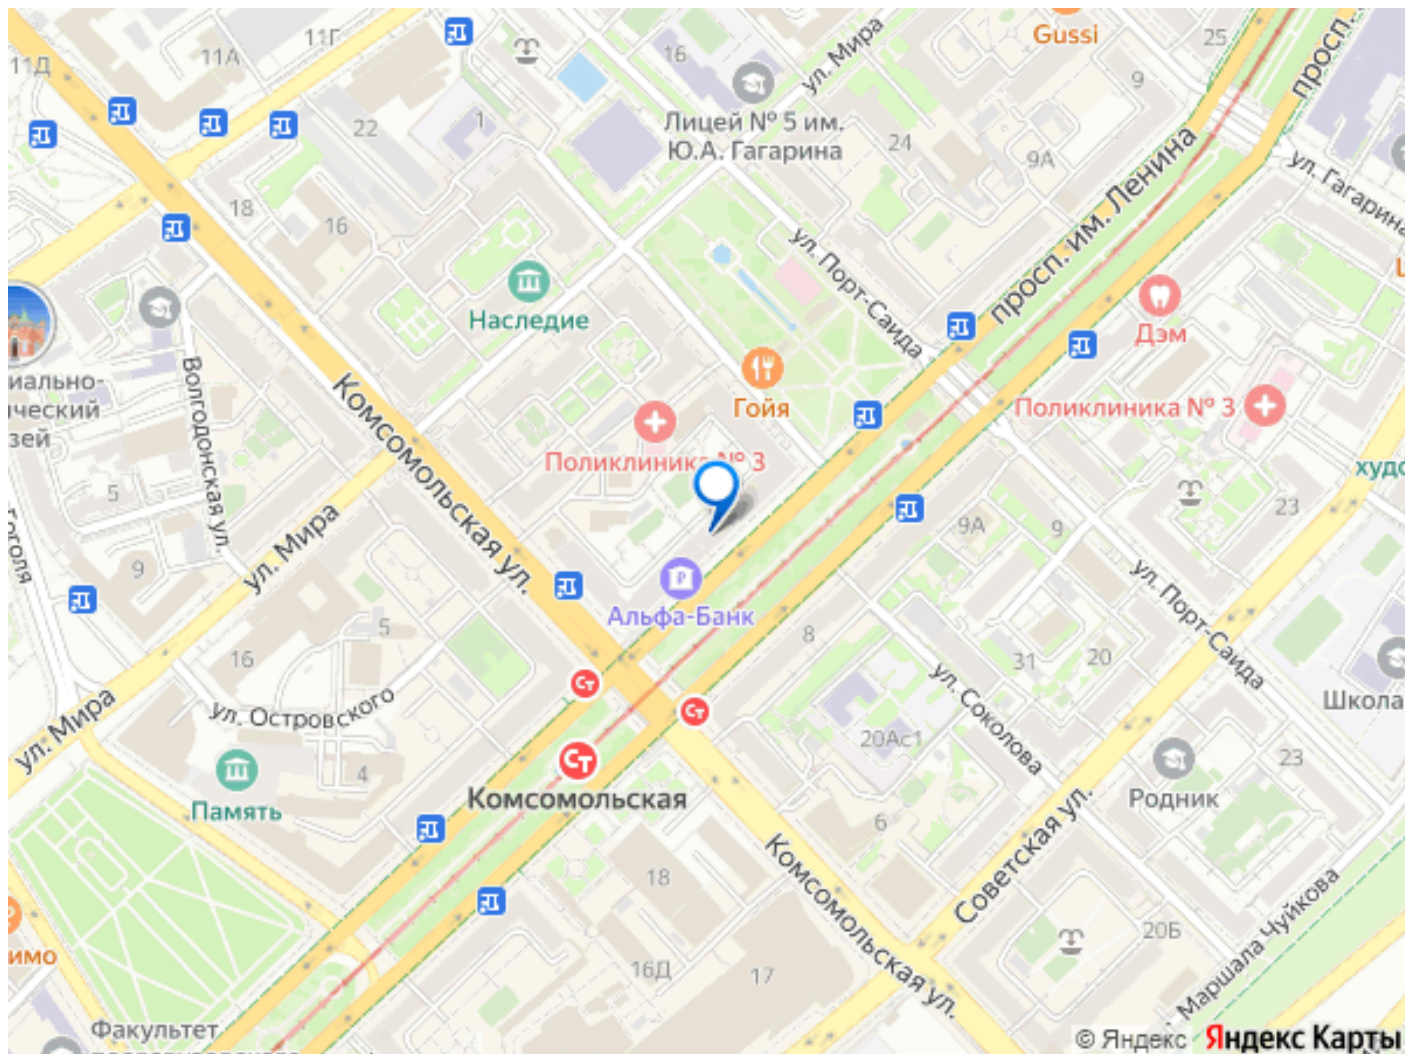 11Г
11А
11Д
16
ул. Мира
Gussi
25
просп.
9
22
1
Лицей № 5 им.
Ю.А. Гагарина
24
9А
просп. им. Ленина
ул. Гагарина
18
16
Наследие
ул. Порт-Саида
Дэм
Волгодонская ул.
Комсомольская ул.
Гойя
Поликлиника № 3
Поликлиника № 3
5
9
ул. Мира
23
9А
9
ул. Порт-Саида
Альфа-Банк
5
16
8
31
20
ул. Соколова
Школа
ул. Островского
ул. Мира
20Ас1
23
4
Память
Комсомольская
Родник
6
Советская ул.
Комсомольская ул.
18
16Д
17
20Б
Маршала Чуйкова
Факультет
© Яндекс Яндекс Карты